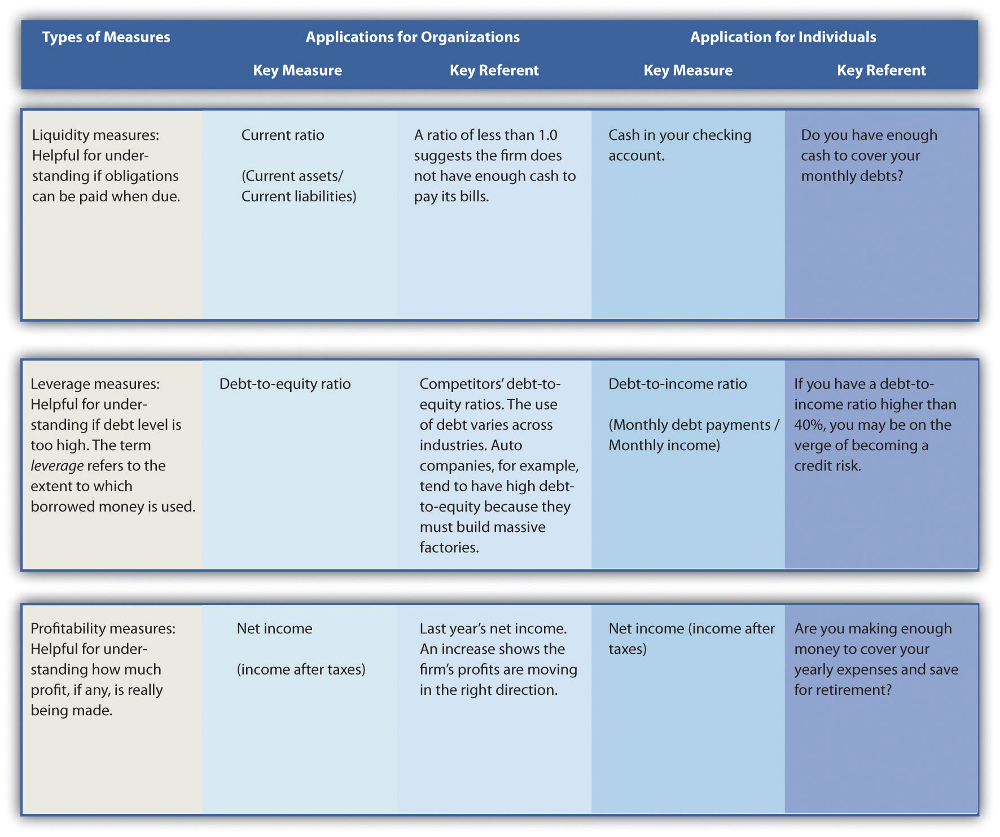 Types of Measures
Applications for Organizations
Application for Individuals
Key Measure
Key Referent
Key Measure
Key Referent
Liquidity measures:
Helpful for under-
standing if obligations
can be paid when due.
Current ratio
(Current assets/
Current liabilities)
A ratio of less than 1.0
suggests the firm does
not have enough cash to
pay its bills.
Cash in your checking
account.
Do you have enough
cash to cover your
monthly debts?
Leverage measures:
Helpful for under-
standing if debt level is
too high. The term
leverage refers to the
extent to which
borrowed money is used.
Debt-to-equity ratio
Competitors’ debt-to-
equity ratios. The use
of debt varies across
industries. Auto
companies, for example,
tend to have high debt-
to-equity because they
must build massive
factories.
Debt-to-income ratio
(Monthly debt payments /
Monthly income)
If you have a debt-to-
income ratio higher than
40%, you may be on the
verge of becoming a
credit risk.
Profitability measures:
Helpful for under-
standing how much
profit, if any, is really
being made.
Net income
(income after taxes)
Last year’s net income.
An increase shows the
firm’s profits are moving
in the right direction.
Net income (income after
taxes)
Are you making enough
money to cover your
yearly expenses and save
for retirement?